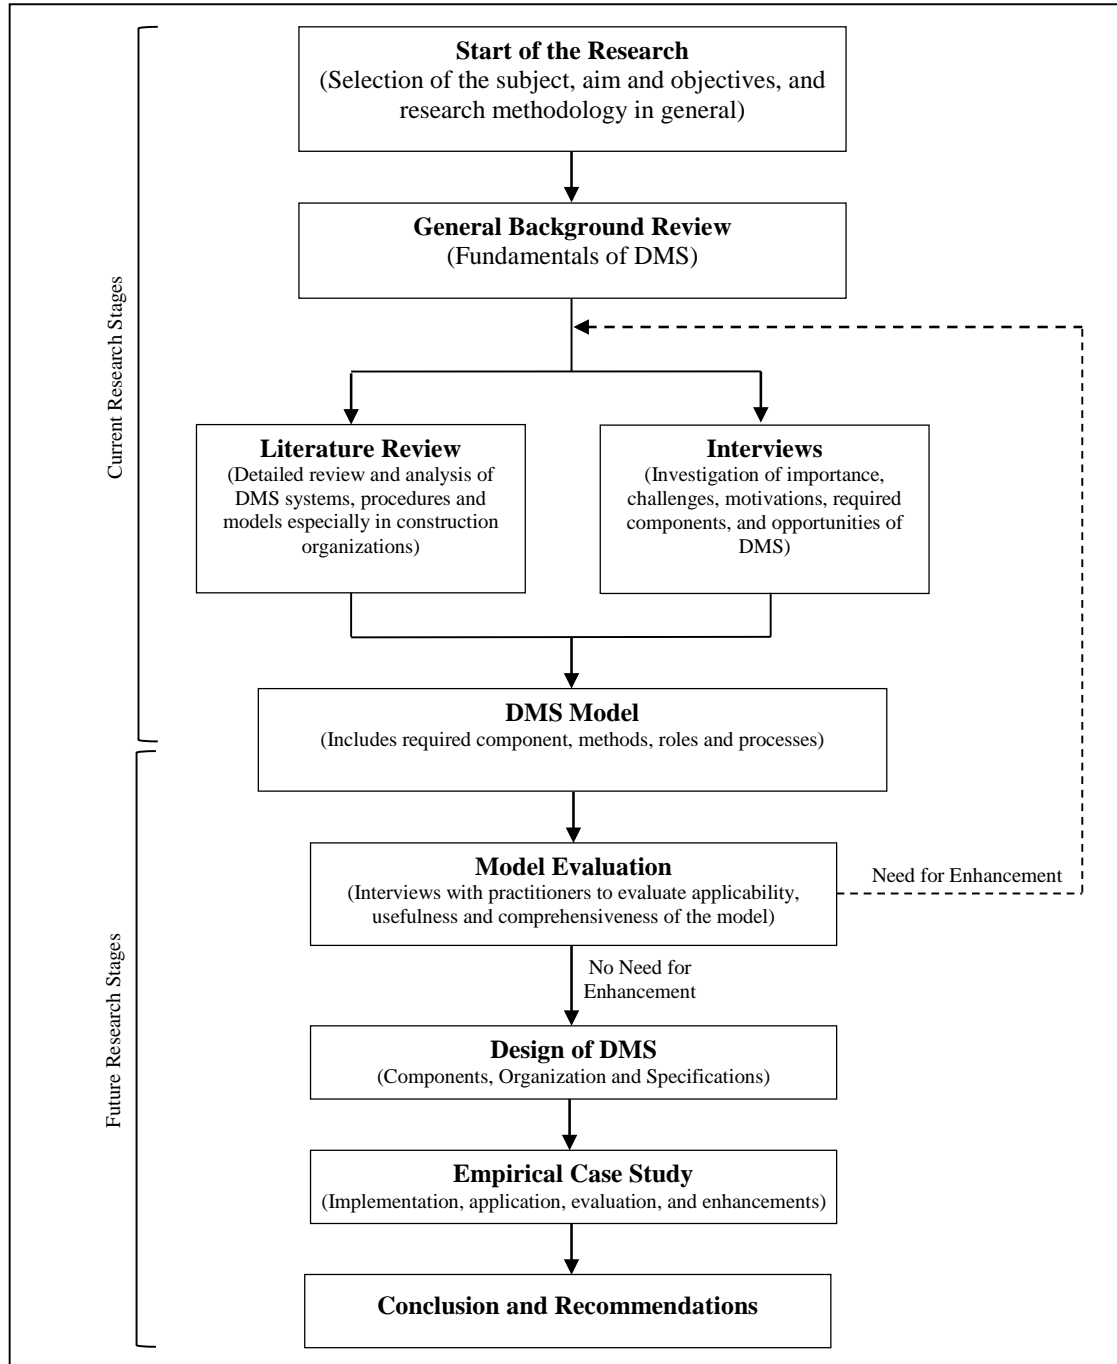 Start of the Research
(Selection of the subject, aim and objectives, and
research methodology in general)
General Background Review
(Fundamentals of DMS)
Current Research Stages
Literature Review
(Detailed review and analysis of
DMS systems, procedures and
models especially in construction
organizations)
Interviews
(Investigation of importance,
challenges, motivations, required
components, and opportunities of
DMS)
DMS Model
(Includes required component, methods, roles and processes)
Future Research Stages
Model Evaluation
(Interviews with practitioners to evaluate applicability,
usefulness and comprehensiveness of the model)
Need for Enhancement
No Need for
Enhancement
Design of DMS
(Components, Organization and Specifications)
Empirical Case Study
(Implementation, application, evaluation, and enhancements)
Conclusion and Recommendations